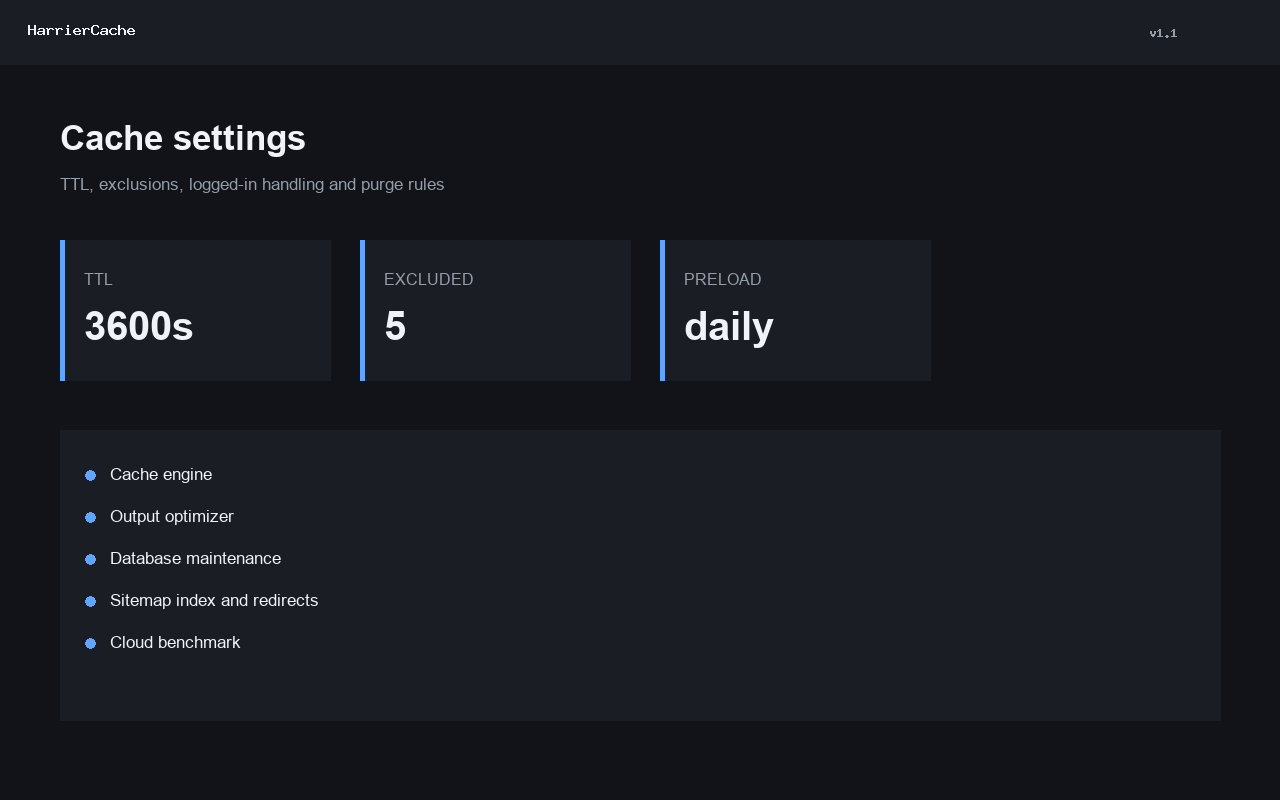 HarrierCache
v1.1
Cache settings
TTL, exclusions, logged-in handling and purge rules
TTL
3600s
EXCLUDED
5
PRELOAD
daily
Cache engine
Output optimizer
Database maintenance
Sitemap index and redirects
Cloud benchmark